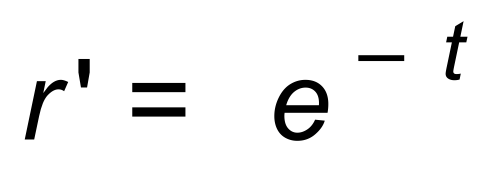 r' = e^{- t}